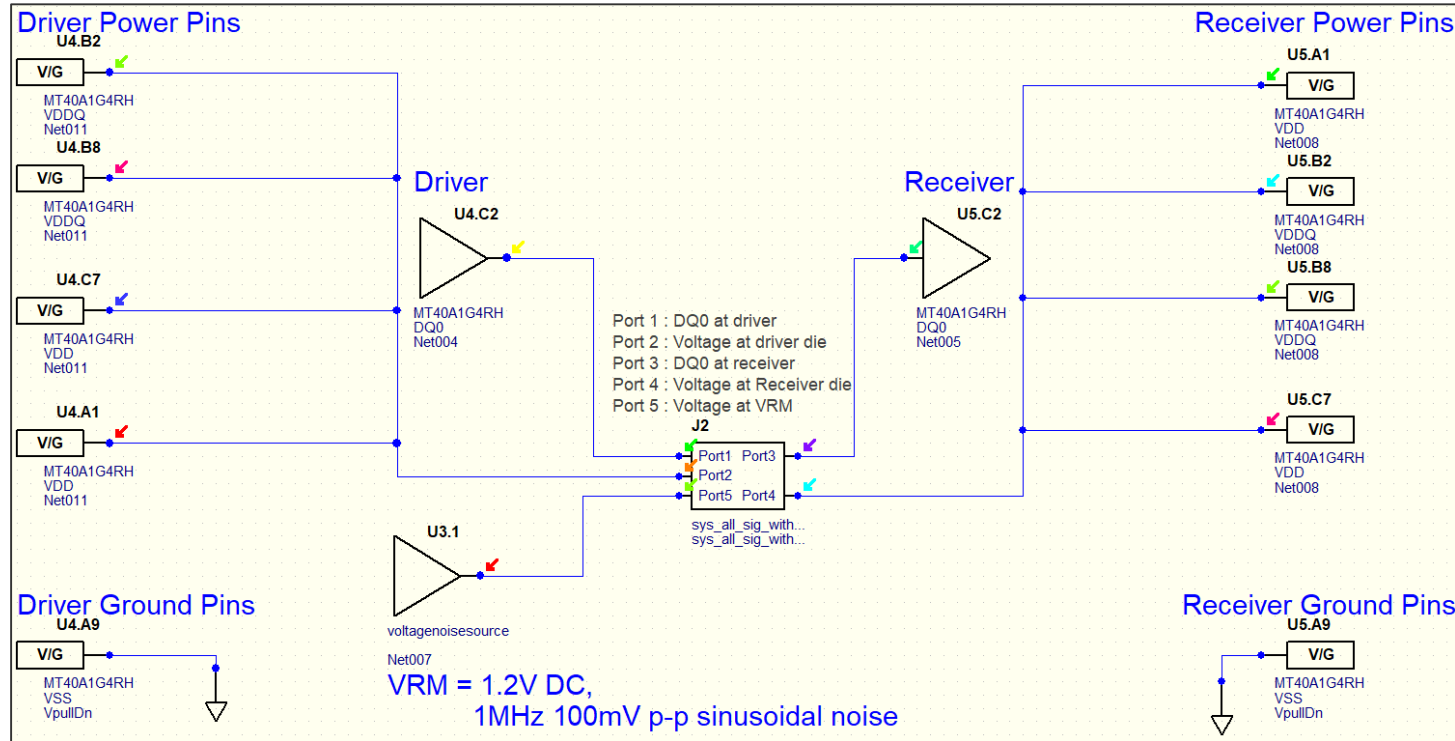 Driver Power Pins
U4.B2
V/G
MT40A1G4RH
VDDQ
Net011
U4.B8
V/G
MT40A1G4RH
VDDQ
Net011
U4.C7
V/G
MT40A1G4RH
VDD
Net011
U4.A1
V/G
MT40A1G4RH
VDD
Net011
Driver
U4.C2
MT40A1G4RH
DQ0
Net004
Receiver
U5.C2
MT40A1G4RH
DQ0
Net005
Port 1 : DQ0 at driver
Port 2 : Voltage at driver die
Port 3 : DQ0 at receiver
Port 4 : Voltage at Receiver die
Port 5 : Voltage at VRM
J2
Port1 Port3
Port2
Port5 Port4
sys_all_sig_with...
sys_all_sig_with...
Receiver Power Pins
U5.A1
V/G
MT40A1G4RH
VDD
Net008
U5.B2
V/G
MT40A1G4RH
VDDQ
Net008
U5.B8
V/G
MT40A1G4RH
VDDQ
Net008
U5.C7
V/G
MT40A1G4RH
VDD
Net008
U3.1
voltagenoisesource
Net007
VRM = 1.2V DC,
1MHz 100mV p-p sinusoidal noise
Driver Ground Pins
U4.A9
V/G
MT40A1G4RH
VSS
VpullDn
Receiver Ground Pins
U5.A9
V/G
MT40A1G4RH
VSS
VpullDn